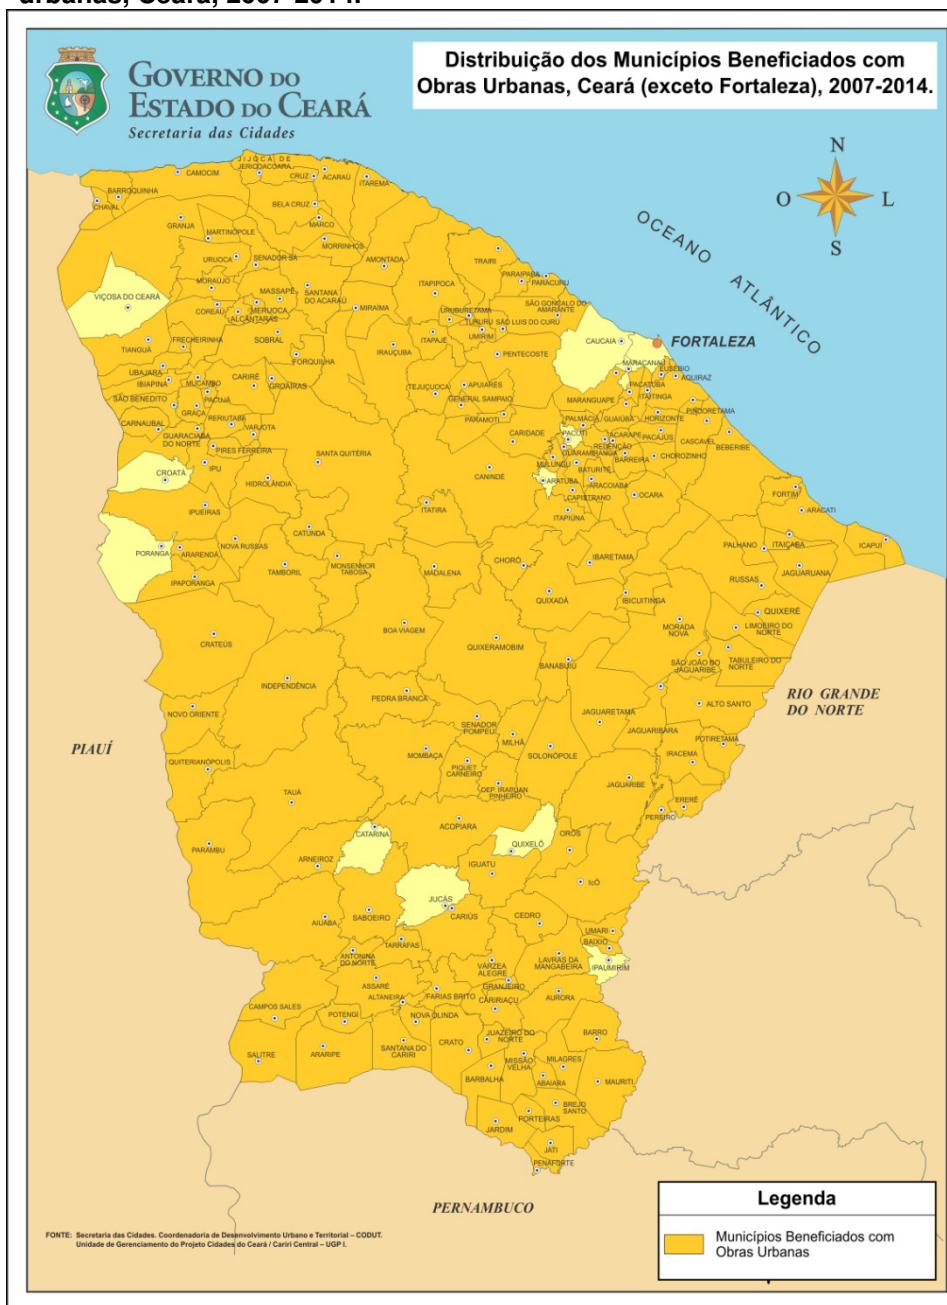 urbanas, Ceará, 2007-2014.
GOVERNO DO
ESTADO DO CEARÁ
Secretaria das Cidades
Distribuição dos Municípios Beneficiados com
Obras Urbanas, Ceará (exceto Fortaleza), 2007-2014.
N
O
L
S
OCEANO ATLÂNTICO
JIJOCA DE
JERICOACOARA
CAMOCIM
CRUZ
ACARAÚ
ITAREMA
BARROQUINHA
CHAVAL
BELA CRUZ
GRANJA
MARCO
MARTINÓPOLE
MORRINHOS
URUOCA
SENADOR SÁ
AMONTADA
TRAIRI
PARAIPABA
PARACURU
VIÇOSA DO CEARÁ
MORAÚJO
MASSAPÊ
SANTANA
DO ACARAÚ
ITAPIPOCA
SÃO GONÇALO DO
AMARANTE
COREAÚ
MERUOCA
ALCÂNTARAS
MIRAÍMA
URUBURETAMA
TURURU
SÃO LUIS DO CURÚ
UMIRIM
TIANGUÁ
FRECHEIRINHA
SOBRAL
ITAPAJÉ
IRAUÇUBA
CAUCAIA
FORTALEZA
FORQUILHA
PENTECOSTE
MARACANAÚ
EUSÉBIO
AQUIRAZ
UBAJARA
IBIAPINA
MUCAMBO
CARIRÉ
GROAÍRAS
TEJUÇUOCA
APUIARÉS
GENERAL SAMPAIO
MARANGUAPE
PACATUBA
ITAITINGA
SÃO BENEDITO
PACUJÁ
GRAÇA
PARAMOTI
PALMÁCIA
GUAIÚBA
HORIZONTE
PINDORETAMA
CARNAUBAL
RERIUTABA
VARJOTA
GUARACIABA
DO NORTE
PIRES FERREIRA
CARIDADE
PACOTI
ACARAPE
REDENÇÃO
PACAJÚS
CASCAVEL
BEBERIBE
GUARAMIRANGA
BARREIRA
CHOROZINHO
CROATÁ
IPU
SANTA QUITÉRIA
CANINDÉ
MULUNGU
BATURITÉ
ARATUBA
ARACOIABA
CAPISTRANO
HIDROLÂNDIA
OCARA
FORTIM
ARACATI
IPUEIRAS
ITATIRA
ITAPIÚNA
CATUNDA
PORANGA
ARARENDÁ
NOVA RUSSAS
CHORÓ
IBARETAMA
PALHANO
ITAIÇABA
ICAPUÍ
IPAPORANGA
TAMBORIL
MONSENHOR
TABOSA
MADALENA
JAGUARUANA
RUSSAS
QUIXADÁ
IBICUITINGA
QUIXERÉ
CRATEÚS
BOA VIAGEM
QUIXERAMOBIM
MORADA
NOVA
LIMOEIRO DO
NORTE
BANABUIÚ
SÃO JOÃO DO
JAGUARIBE
TABULEIRO DO
NORTE
INDEPENDÊNCIA
PEDRA BRANCA
RIO GRANDE
DO NORTE
NOVO ORIENTE
JAGUARETAMA
ALTO SANTO
SENADOR
POMPEU
JAGUARIBARA
POTIRETAMA
PIAUÍ
MILHÃ
MOMBAÇA
SOLONÓPOLE
IRACEMA
QUITERIANÓPOLIS
PIQUET
CARNEIRO
DEP. IRAPUAN
PINHEIRO
JAGUARIBE
TAUÁ
ERERÊ
PEREIRO
ACOPIARA
CATARINA
ORÓS
QUIXELÔ
PARAMBU
ARNEIROZ
IGUATU
IcÓ
JUCÁS
CARIÚS
AIUABA
SABOEIRO
CEDRO
UMARI
TARRAFAS
BAIXIO
ANTONINA
DO NORTE
VÁRZEA
ALEGRE
LAVRAS DA
MANGABEIRA
IPAUMIRIM
ASSARÉ
GRANJEIRO
ALTANEIRA
FARIAS BRITO
CARIRIAÇU
AURORA
CAMPOS SALES
POTENGI
NOVA OLINDA
JUAZEIRO DO
NORTE
BARRO
SALITRE
ARARIPE
SANTANA DO
CARIRI
CRATO
MISSÃO
VELHA
MILAGRES
BARBALHA
ABAIARA
MAURITI
BREJO
SANTO
PORTEIRAS
JARDIM
JATI
PENAFORTE
PERNAMBUCO
Legenda
Municípios Beneficiados com
Obras Urbanas
FONTE: Secretaria das Cidades. Coordenadoria de Desenvolvimento Urbano e Territorial – CODUT.
Unidade de Gerenciamento do Projeto Cidades do Ceará / Cariri Central – UGP I.